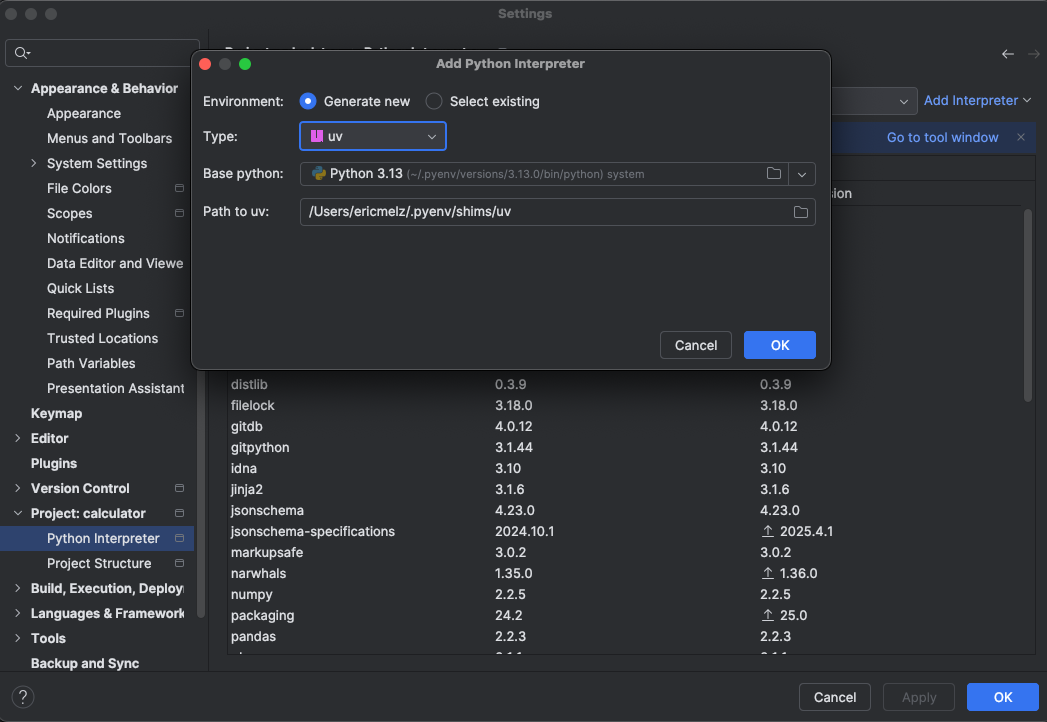 Settings
Appearance & Behavior
Appearance
Menus and Toolbars
System Settings
File Colors
Scopes
Notifications
Data Editor and Viewe
Quick Lists
Required Plugins
Trusted Locations
Path Variables
Presentation Assistant
Keymap
Editor
Plugins
Version Control
Project: calculator
Python Interpreter
Project Structure
Build, Execution, Deploy
Languages & Framework
Tools
Backup and Sync
Add Interpreter
Go to tool window
Add Python Interpreter
Environment: Generate new Select existing
Type: uv
Base python: Python 3.13 (~/.pyenv/versions/3.13.0/bin/python) system
Path to uv: /Users/ericmelz/.pyenv/shims/uv
Cancel OK
distlib 0.3.9 0.3.9
filelock 3.18.0 3.18.0
gitdb 4.0.12 4.0.12
gitpython 3.1.44 3.1.44
idna 3.10 3.10
jinja2 3.1.6 3.1.6
jsonschema 4.23.0 4.23.0
jsonschema-specifications 2024.10.1 2025.4.1
markupsafe 3.0.2 3.0.2
narwhals 1.35.0 1.36.0
numpy 2.2.5 2.2.5
packaging 24.2 25.0
pandas 2.2.3 2.2.3
? Cancel Apply OK